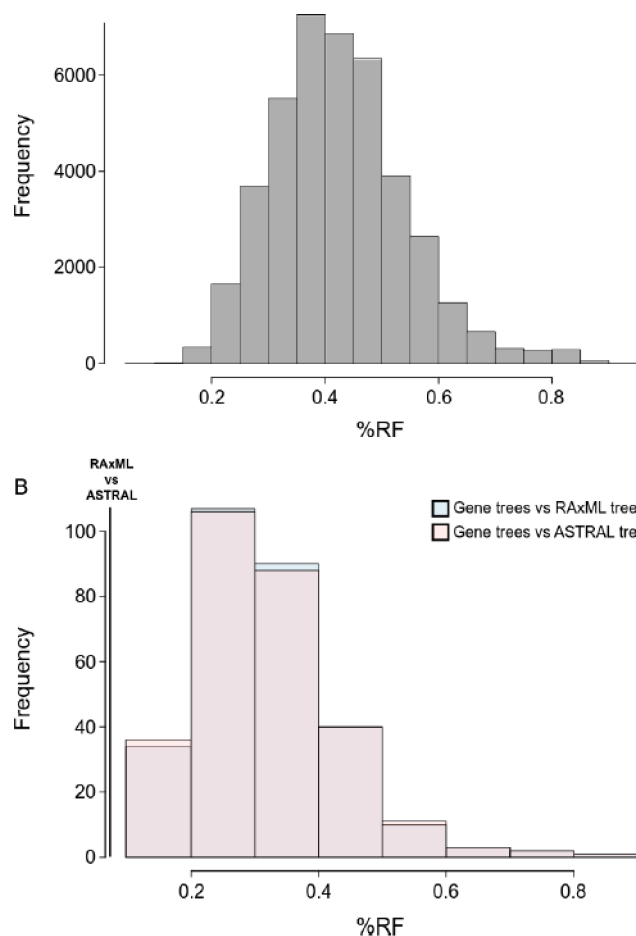 6000
4000
2000
0
Frequency
0.2 0.4 0.6 0.8
%RF
B
RAxML
vs
ASTRAL
Gene trees vs RAxML tree
Gene trees vs ASTRAL tre
100
80
60
40
20
0
Frequency
0.2 0.4 0.6 0.8
%RF